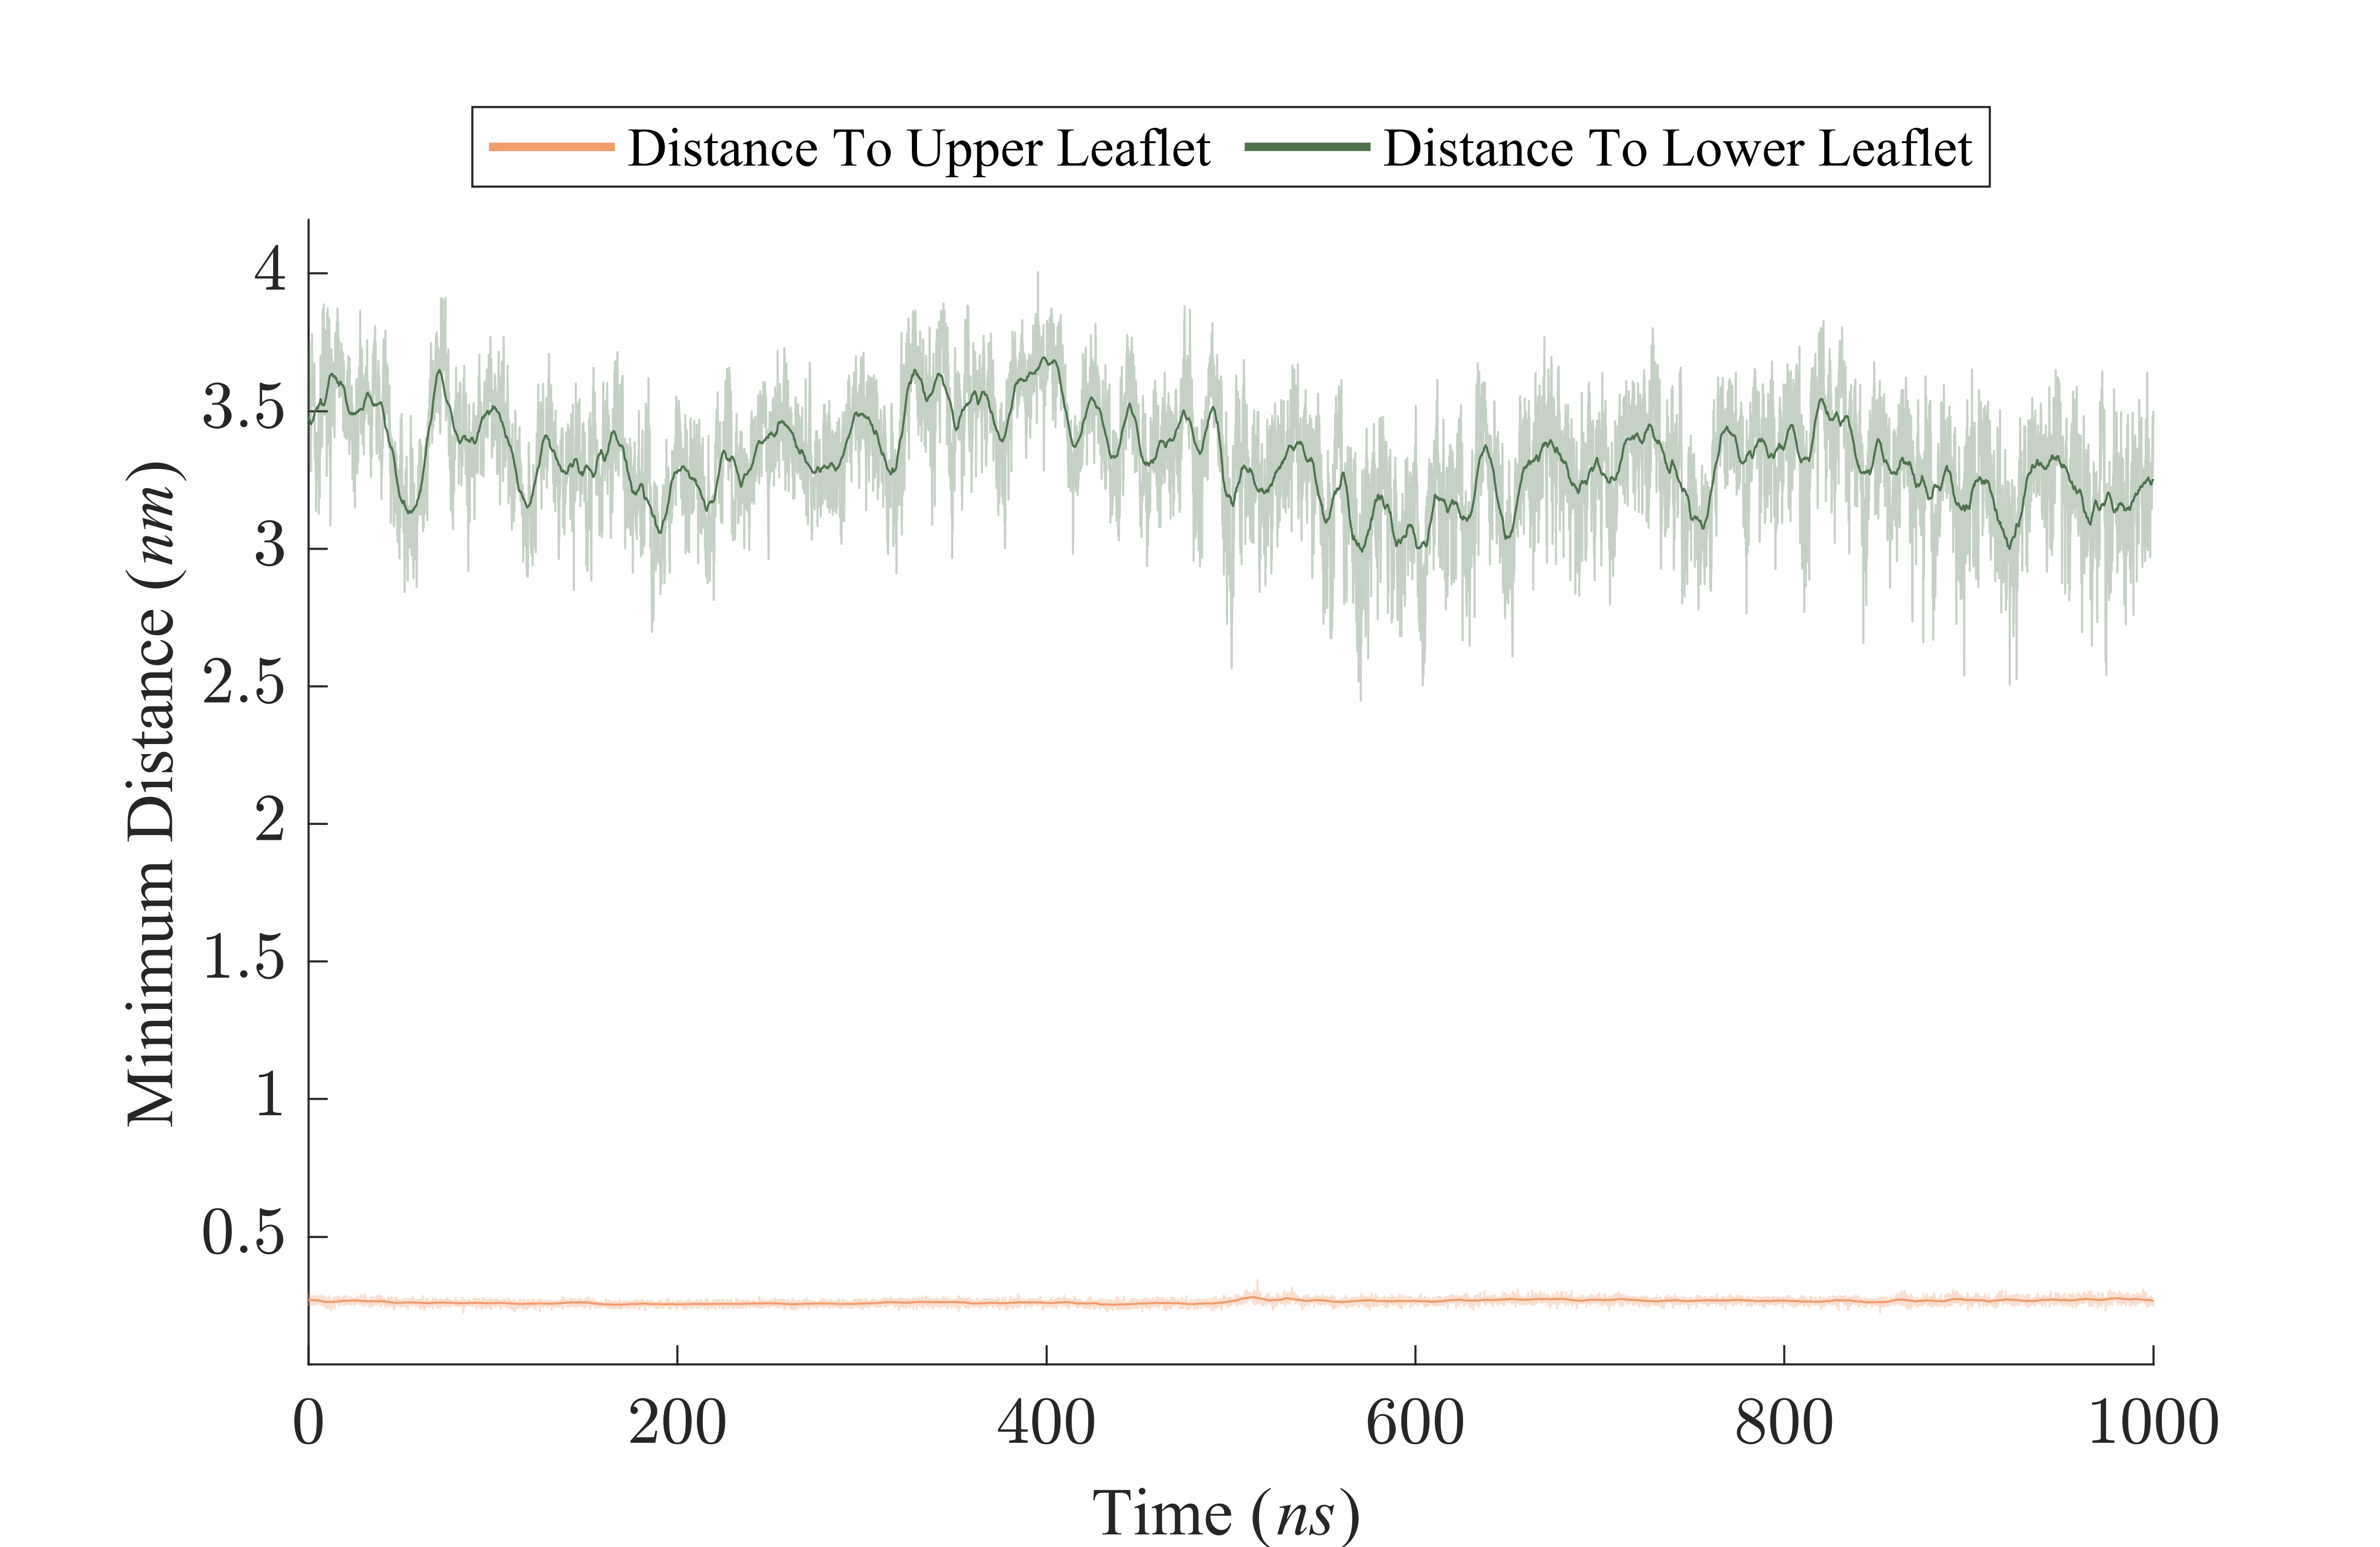 Distance To Upper Leaflet Distance To Lower Leaflet
4
3.5
3
2.5
2
1.5
1
0.5
Minimum Distance (nm)
0 200 400 600 800 1000
Time (ns)